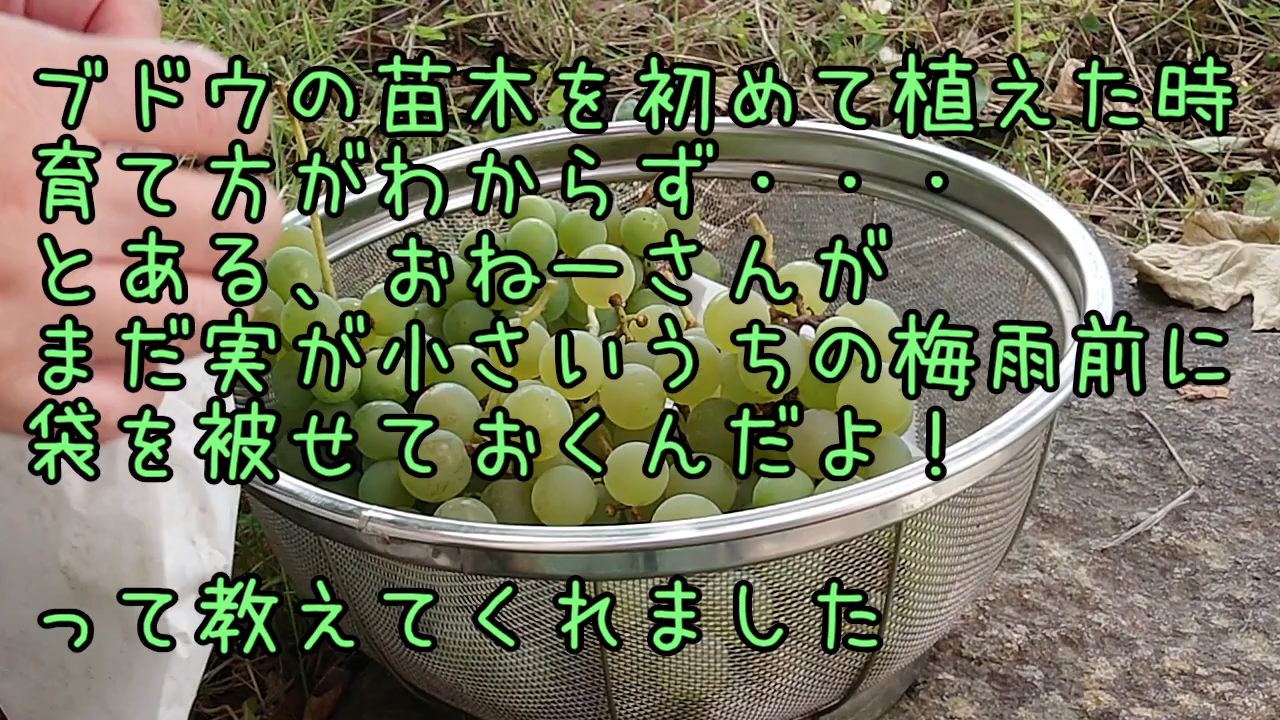 ブドウの苗木を初めて植えた時
育て方がわからず・・・
とある、おねーさんが
まだ実が小さいうちの梅雨前に
袋を被せておくんだよ！
って教えてくれました